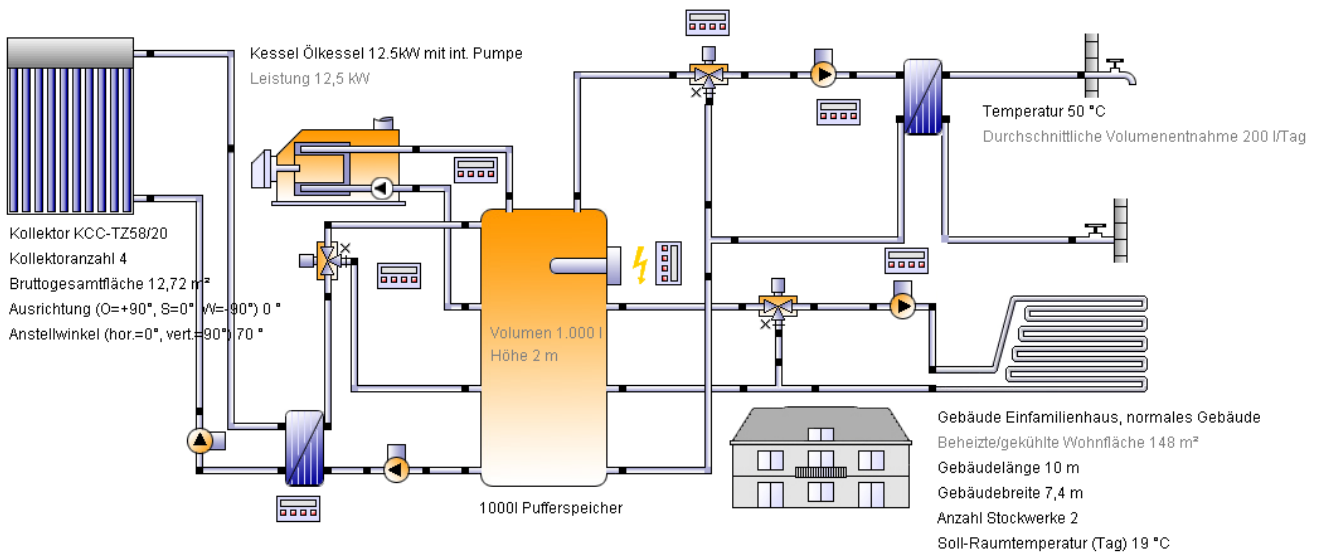 Kessel Ölkessel 12.5kW mit int. Pumpe
Leistung 12,5 kW
Temperatur 50 °C
Durchschnittliche Volumenentnahme 200 l/Tag
Kollektor KCC-TZ58/20
Kollektoranzahl 4
Bruttogesamtfläche 12,72 m²
Ausrichtung (O=+90°, S=0°, W=-90°) 0 °
Anstellwinkel (hor.=0°, vert.=90°) 70 °
Volumen 1.000 l
Höhe 2 m
1000l Pufferspeicher
Gebäude Einfamilienhaus, normales Gebäude
Beheizte/gekühlte Wohnfläche 148 m²
Gebäudelänge 10 m
Gebäudebreite 7,4 m
Anzahl Stockwerke 2
Soll-Raumtemperatur (Tag) 19 °C